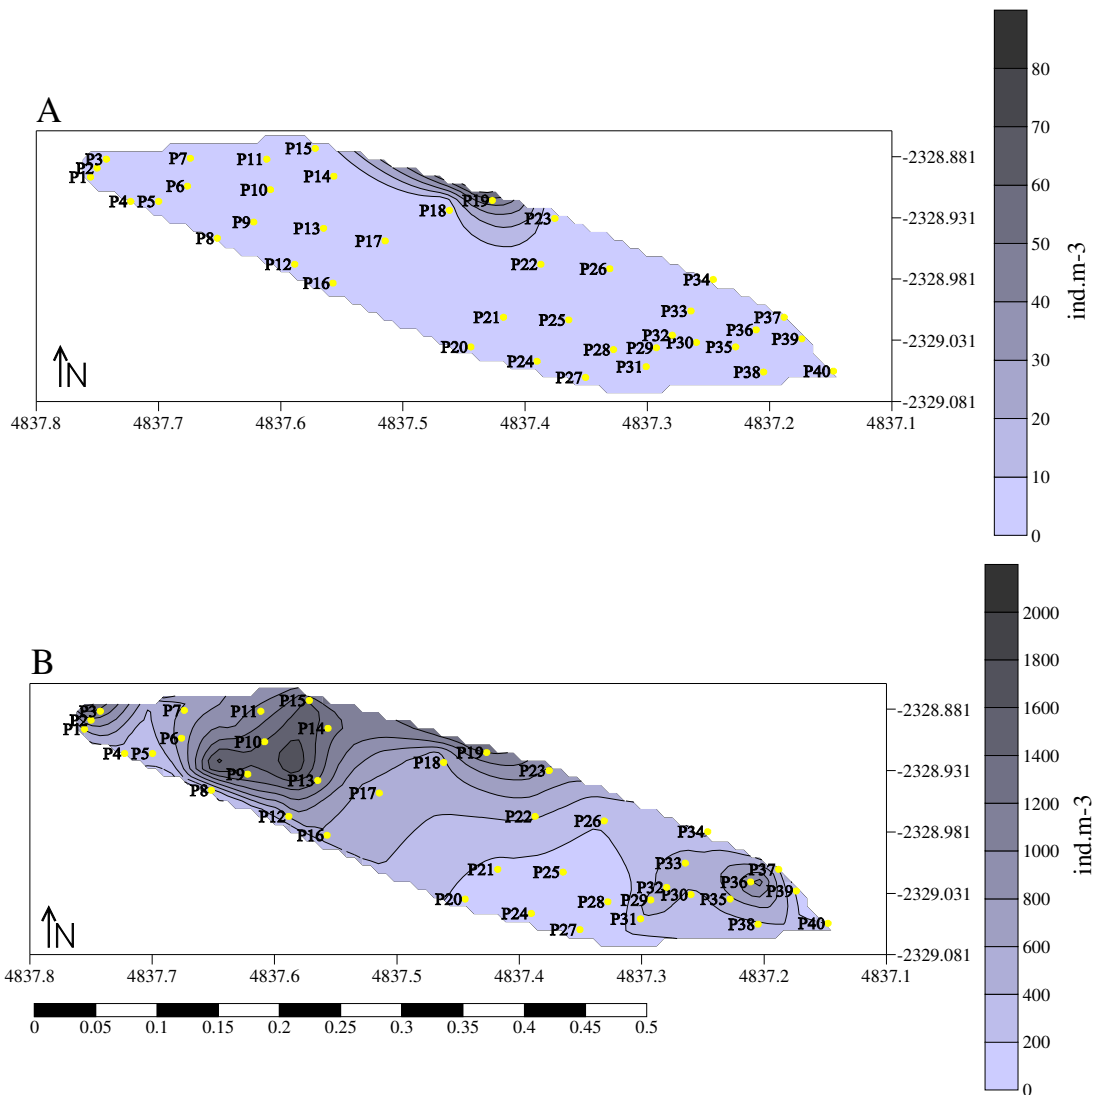 A
P1
P2
P3
P4
P5
P6
P7
P8
P9
P10
P11
P12
P13
P14
P15
P16
P17
P18
P19
P20
P21
P22
P23
P24
P25
P26
P27
P28
P29
P30
P31
P32
P33
P34
P35
P36
P37
P38
P39
P40
N
-2328.881
-2328.931
-2328.981
-2329.031
-2329.081
4837.8
4837.7
4837.6
4837.5
4837.4
4837.3
4837.2
4837.1
80
70
60
50
40
30
20
10
0
ind.m-3
B
P1
P2
P3
P4
P5
P6
P7
P8
P9
P10
P11
P12
P13
P14
P15
P16
P17
P18
P19
P20
P21
P22
P23
P24
P25
P26
P27
P28
P29
P30
P31
P32
P33
P34
P35
P36
P37
P38
P39
P40
N
-2328.881
-2328.931
-2328.981
-2329.031
-2329.081
4837.8
4837.7
4837.6
4837.5
4837.4
4837.3
4837.2
4837.1
2000
1800
1600
1400
1200
1000
800
600
400
200
0
ind.m-3
0
0.05
0.1
0.15
0.2
0.25
0.3
0.35
0.4
0.45
0.5